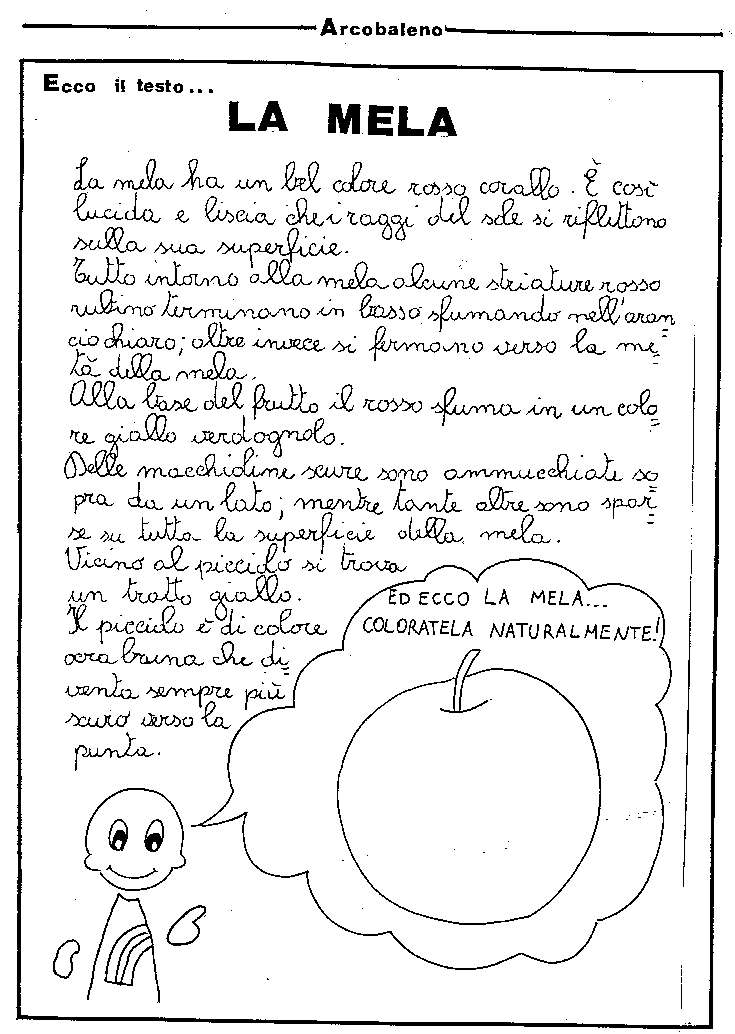 Arcobaleno
Ecco il testo...
LA MELA
La mela ha un bel colore rosso corallo. È così
lucida e liscia che i raggi del sole si riflettono
sulla sua superficie.
Tutto intorno alla mela alcune striature rosso
rubino terminano in basso sfumando nell'aran
cio chiaro; altre invece si fermano verso la me=
tà della mela.
Alla base del frutto il rosso sfuma in un colo=
re giallo verdognolo.
Delle macchioline scure sono ammucchiate so=
pra da un lato; mentre tante altre sono spar=
se su tutta la superficie della mela.
Vicino al picciolo si trova
un tratto giallo.
Il picciolo è di colore
ocra bruna che di=
venta sempre più
scuro verso la
punta.
ED ECCO LA MELA...
COLORATELA NATURALMENTE!